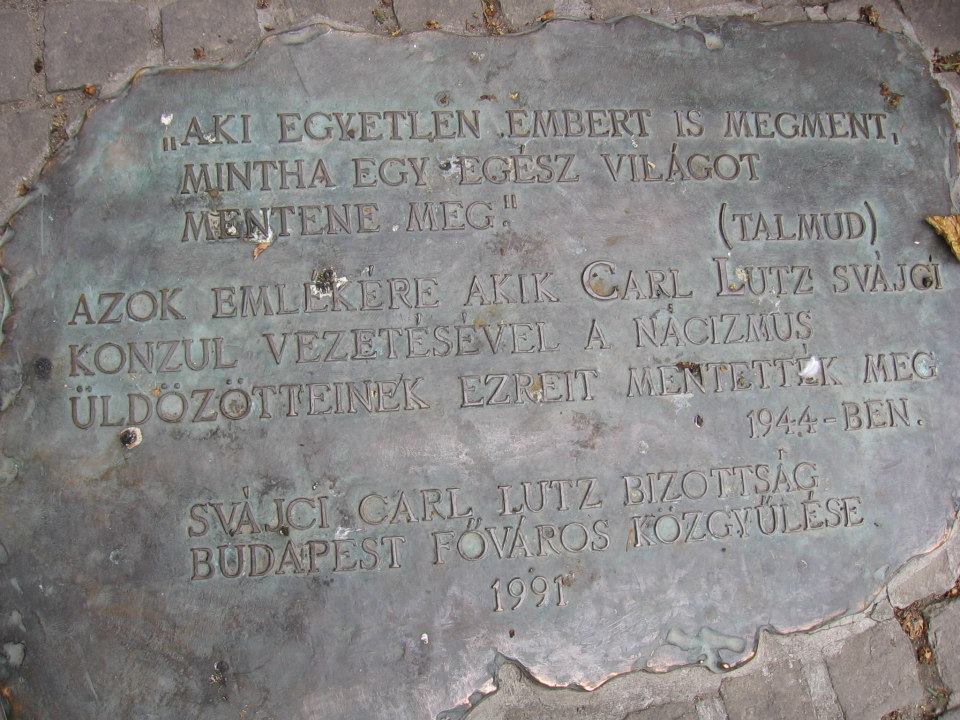 „AKI EGYETLEN EMBERT IS MEGMENT,
MINTHA EGY EGÉSZ VILÁGOT
MENTENE MEG."
(TALMUD)
AZOK EMLÉKÉRE AKIK CARL LUTZ SVÁJCI
KONZUL VEZETÉSÉVEL A NÁCIZMUS
ÜLDÖZÖTTEINEK EZREIT MENTETTÉK MEG
1944-BEN.
SVÁJCI CARL LUTZ BIZOTTSÁG
BUDAPEST FŐVÁROS KÖZGYŰLÉSE
1991